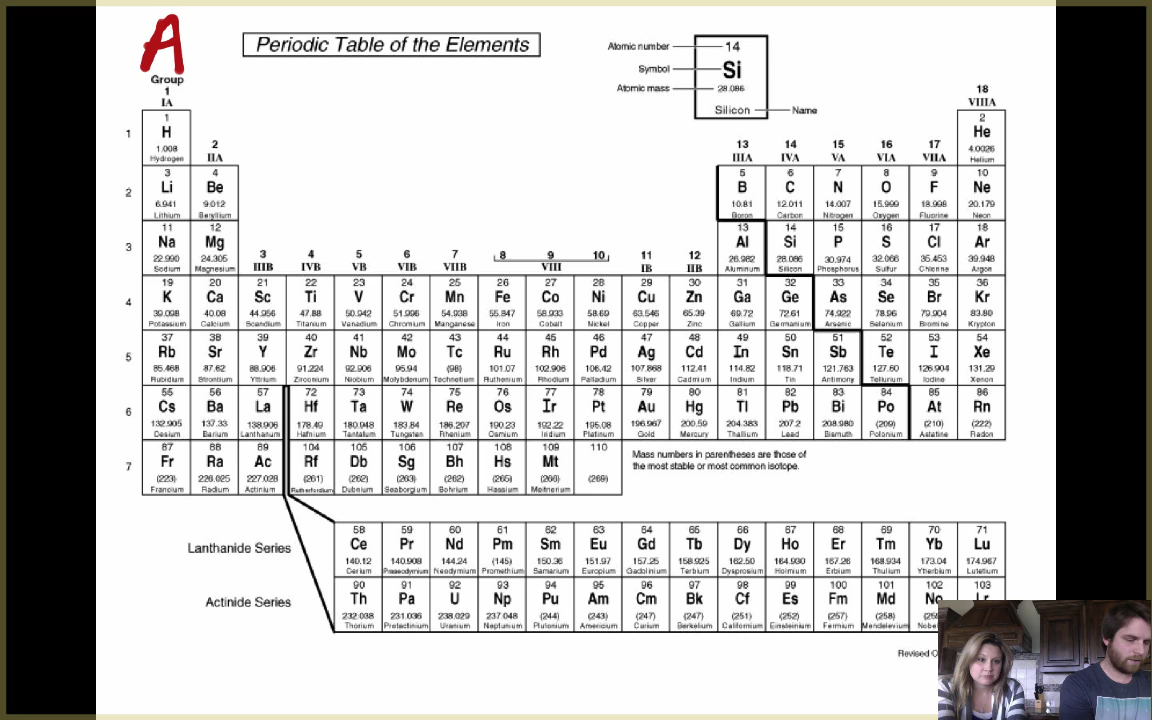 A
Periodic Table of the Elements
Atomic number 14
Symbol Si
Atomic mass 28.086
Silicon Name
Group
1 18
IA VIIIA
1 1 2
H He
1.008 4.0026
Hydrogen Helium
2 13 14 15 16 17
IIA IIIA IVA VA VIA VIIA
2 3 4 5 6 7 8 9 10
Li Be B C N O F Ne
6.941 9.012 10.81 12.011 14.007 15.999 18.998 20.179
Lithium Beryllium Boron Carbon Nitrogen Oxygen Fluorine Neon
3 11 12 13 14 15 16 17 18
Na Mg Al Si P S Cl Ar
22.990 24.305 26.982 28.086 30.974 32.066 35.453 39.948
Sodium Magnesium Aluminum Silicon Phosphorus Sulfur Chlorine Argon
3 4 5 6 7 8 9 10 11 12
IIIB IVB VB VIB VIIB VIII IB IIB
4 19 20 21 22 23 24 25 26 27 28 29 30 31 32 33 34 35 36
K Ca Sc Ti V Cr Mn Fe Co Ni Cu Zn Ga Ge As Se Br Kr
39.098 40.08 44.956 47.88 50.942 51.996 54.938 55.847 58.933 58.69 63.546 65.39 69.72 72.61 74.922 78.96 79.904 83.80
Potassium Calcium Scandium Titanium Vanadium Chromium Manganese Iron Cobalt Nickel Copper Zinc Gallium Germanium Arsenic Selenium Bromine Krypton
5 37 38 39 40 41 42 43 44 45 46 47 48 49 50 51 52 53 54
Rb Sr Y Zr Nb Mo Tc Ru Rh Pd Ag Cd In Sn Sb Te I Xe
85.468 87.62 88.906 91.224 92.906 95.94 (98) 101.07 102.906 106.42 107.868 112.41 114.82 118.71 121.763 127.60 126.904 131.29
Rubidium Strontium Yttrium Zirconium Niobium Molybdenum Technetium Ruthenium Rhodium Palladium Silver Cadmium Indium Tin Antimony Tellurium Iodine Xenon
6 55 56 57 72 73 74 75 76 77 78 79 80 81 82 83 84 85 86
Cs Ba La Hf Ta W Re Os Ir Pt Au Hg Tl Pb Bi Po At Rn
132.905 137.33 138.906 178.49 180.948 183.84 186.207 190.23 192.22 195.08 196.967 200.59 204.383 207.2 208.980 (209) (210) (222)
Cesium Barium Lanthanum Hafnium Tantalum Tungsten Rhenium Osmium Iridium Platinum Gold Mercury Thallium Lead Bismuth Polonium Astatine Radon
7 87 88 89 104 105 106 107 108 109 110
Fr Ra Ac Rf Db Sg Bh Hs Mt
(223) 226.025 227.028 (261) (262) (263) (262) (265) (266) (269)
Francium Radium Actinium Rutherfordium Dubnium Seaborgium Bohrium Hassium Meitnerium
Mass numbers in parentheses are those of
the most stable or most common isotope.
Lanthanide Series
58 59 60 61 62 63 64 65 66 67 68 69 70 71
Ce Pr Nd Pm Sm Eu Gd Tb Dy Ho Er Tm Yb Lu
140.12 140.908 144.24 (145) 150.36 151.97 157.25 158.925 162.50 164.930 167.26 168.934 173.04 174.967
Cerium Praseodymium Neodymium Promethium Samarium Europium Gadolinium Terbium Dysprosium Holmium Erbium Thulium Ytterbium Lutetium
Actinide Series
90 91 92 93 94 95 96 97 98 99 100 101 102 103
Th Pa U Np Pu Am Cm Bk Cf Es Fm Md No Lr
232.038 231.036 238.029 237.048 (244) (243) (247) (247) (251) (252) (257) (258)
Thorium Protactinium Uranium Neptunium Plutonium Americium Curium Berkelium Californium Einsteinium Fermium Mendelevium
Revised